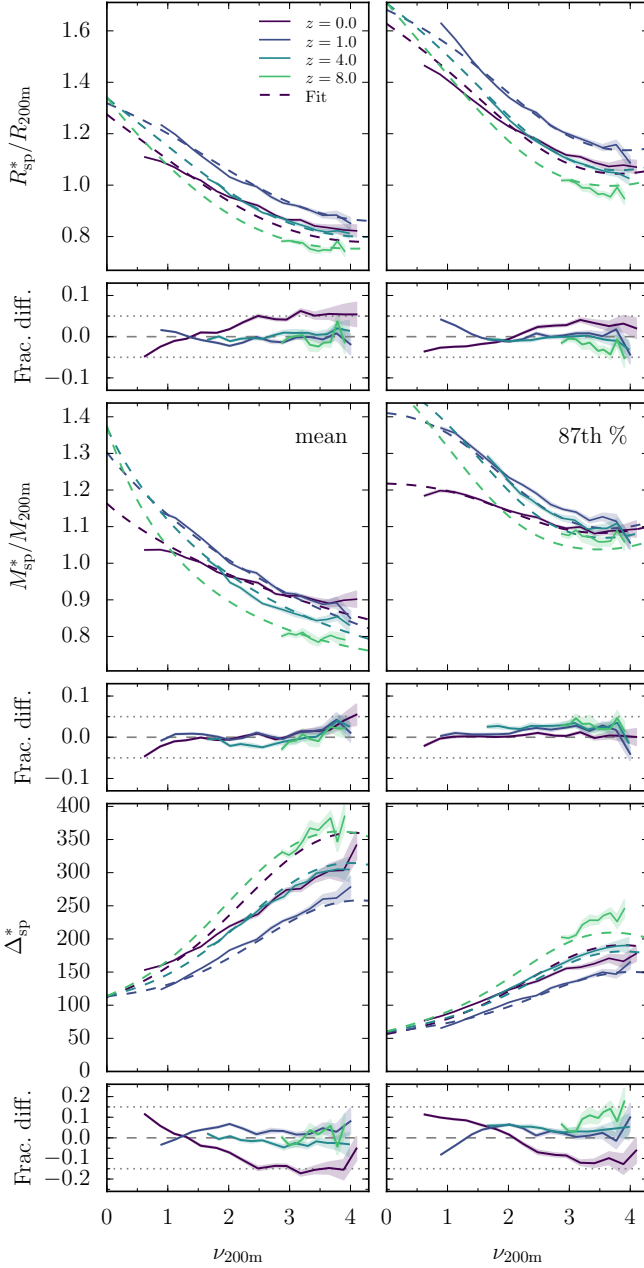 1.6
1.4
1.2
1.0
0.8
R*sp/R200m
z = 0.0
z = 1.0
z = 4.0
z = 8.0
Fit
0.1
0.0
−0.1
Frac. diff.
1.4
1.3
1.2
1.1
1.0
0.9
0.8
M*sp/M200m
mean
87th %
0.1
0.0
−0.1
Frac. diff.
400
350
300
250
200
150
100
50
0
Δ*sp
0.2
0.1
0.0
−0.1
−0.2
Frac. diff.
0 1 2 3 4
0 1 2 3 4
ν200m
ν200m